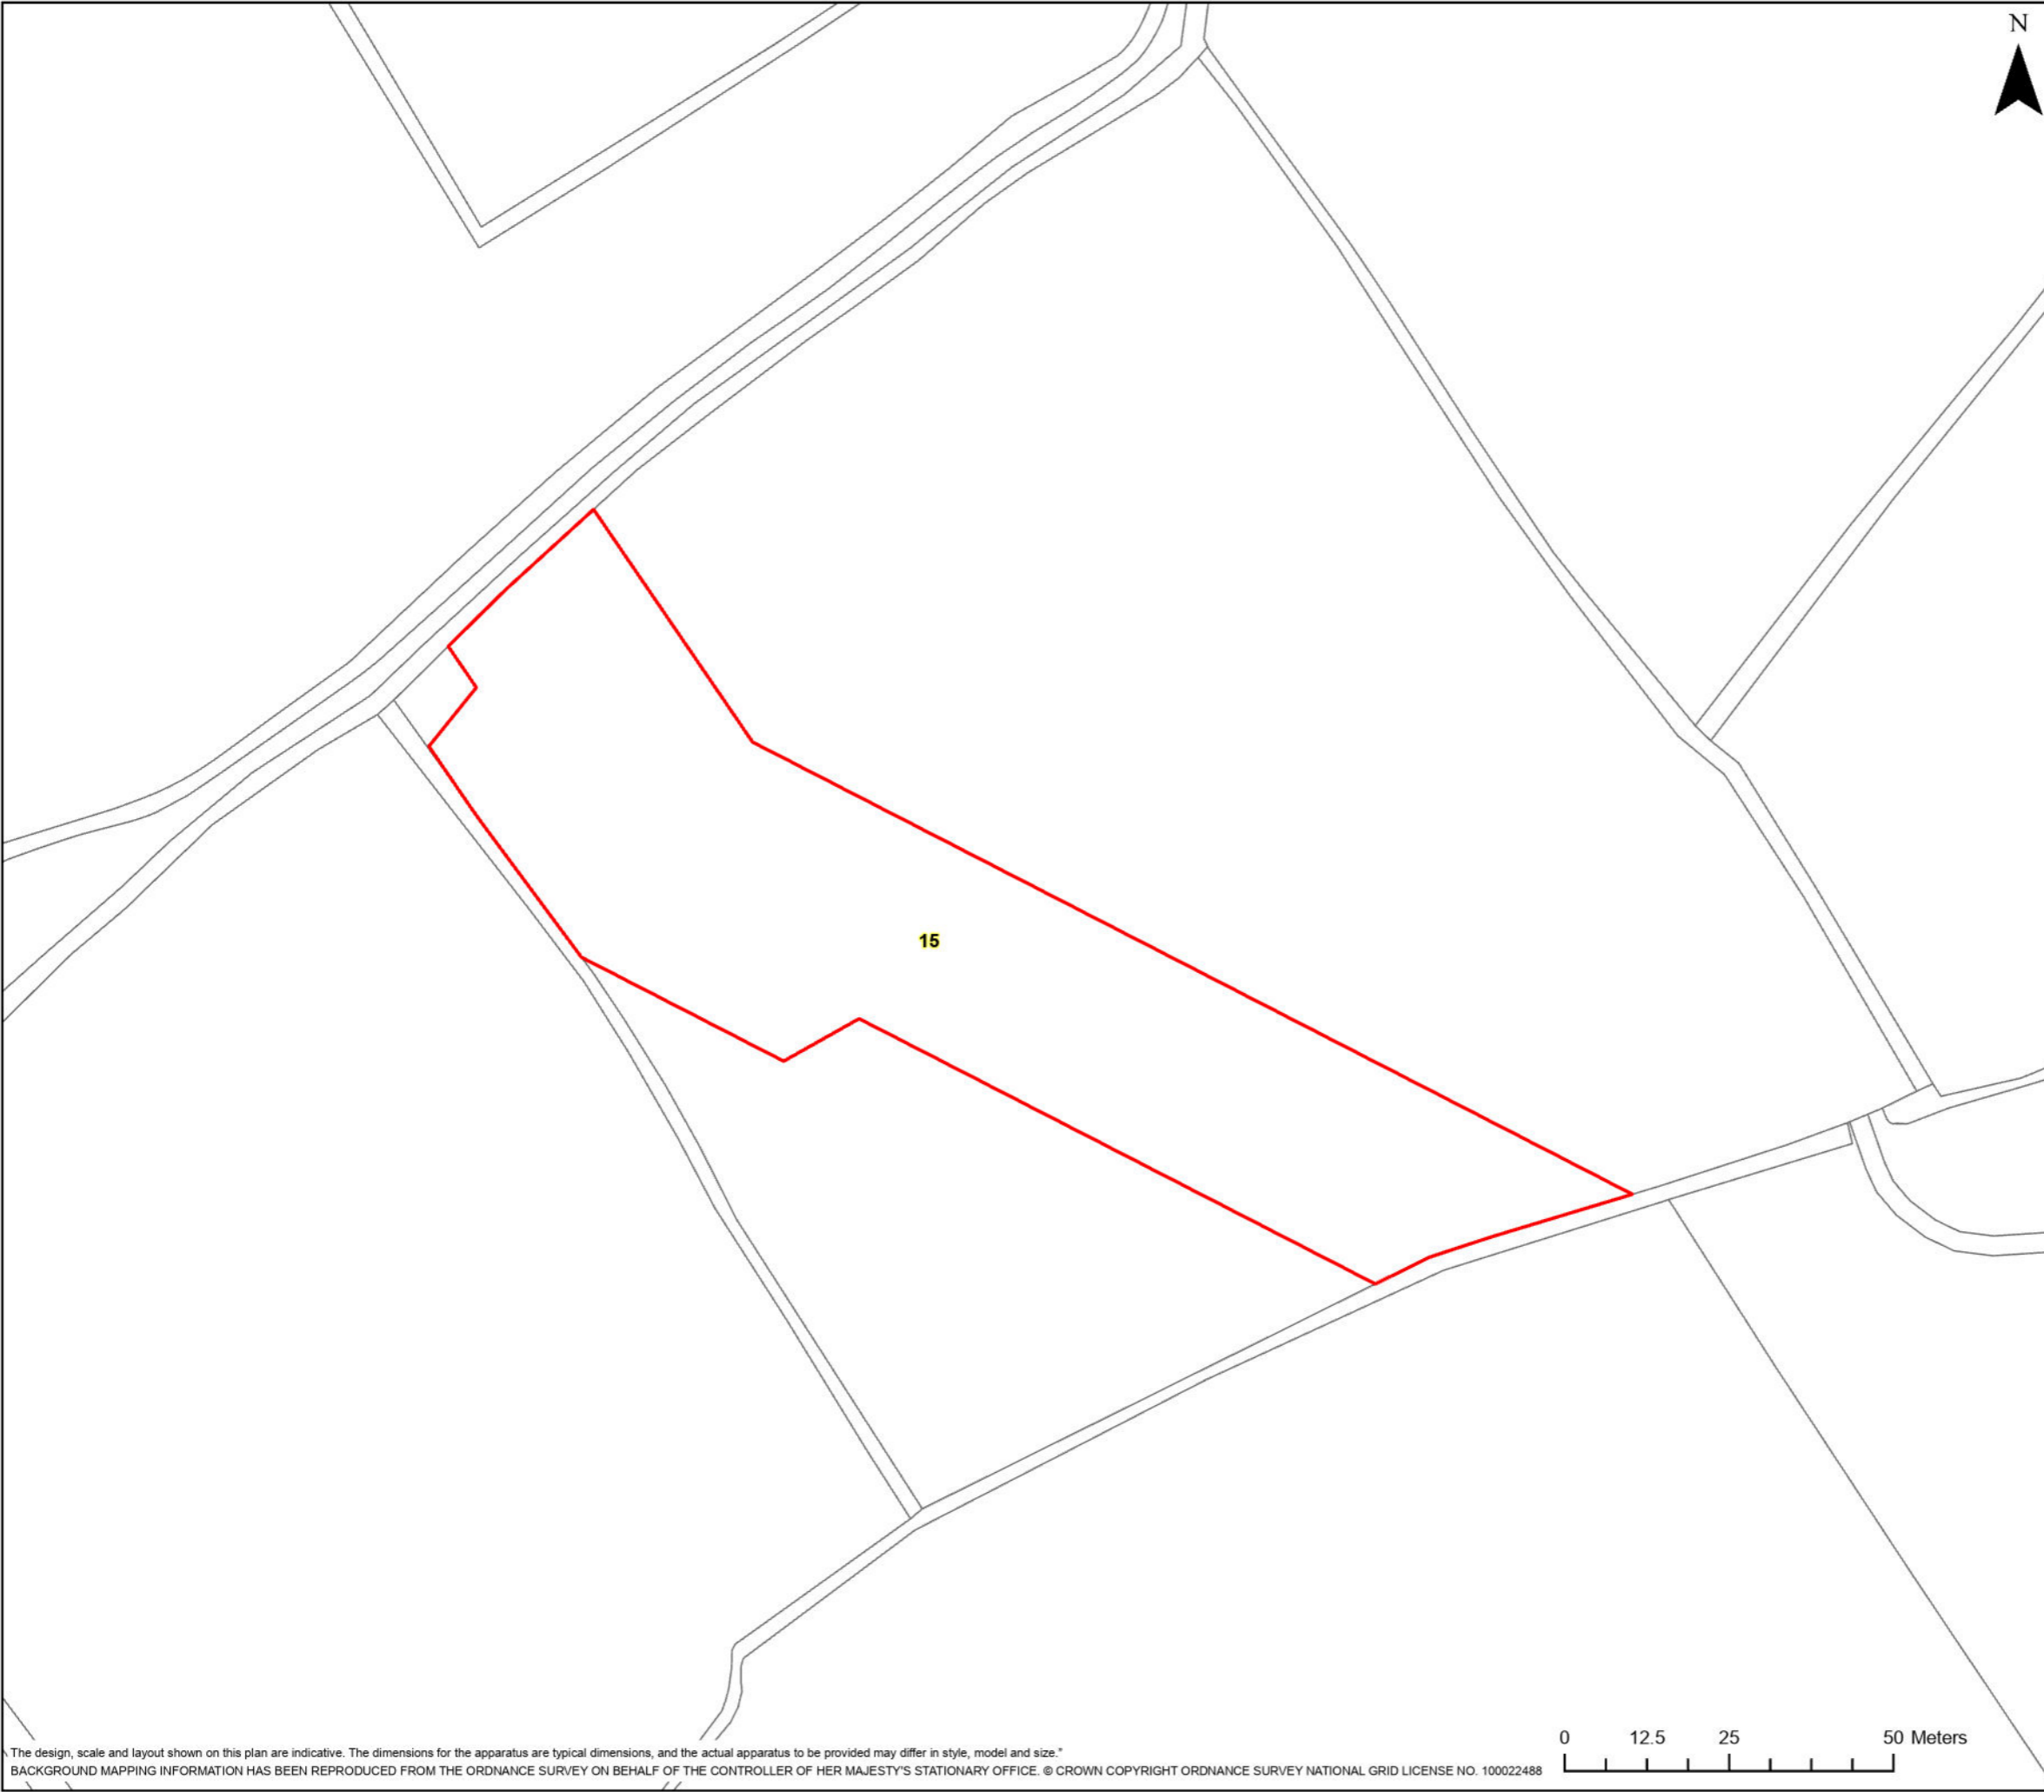 N
15
0 12.5 25 50 Meters
The design, scale and layout shown on this plan are indicative. The dimensions for the apparatus are typical dimensions, and the actual apparatus to be provided may differ in style, model and size."
BACKGROUND MAPPING INFORMATION HAS BEEN REPRODUCED FROM THE ORDNANCE SURVEY ON BEHALF OF THE CONTROLLER OF HER MAJESTY'S STATIONARY OFFICE. © CROWN COPYRIGHT ORDNANCE SURVEY NATIONAL GRID LICENSE NO. 100022488